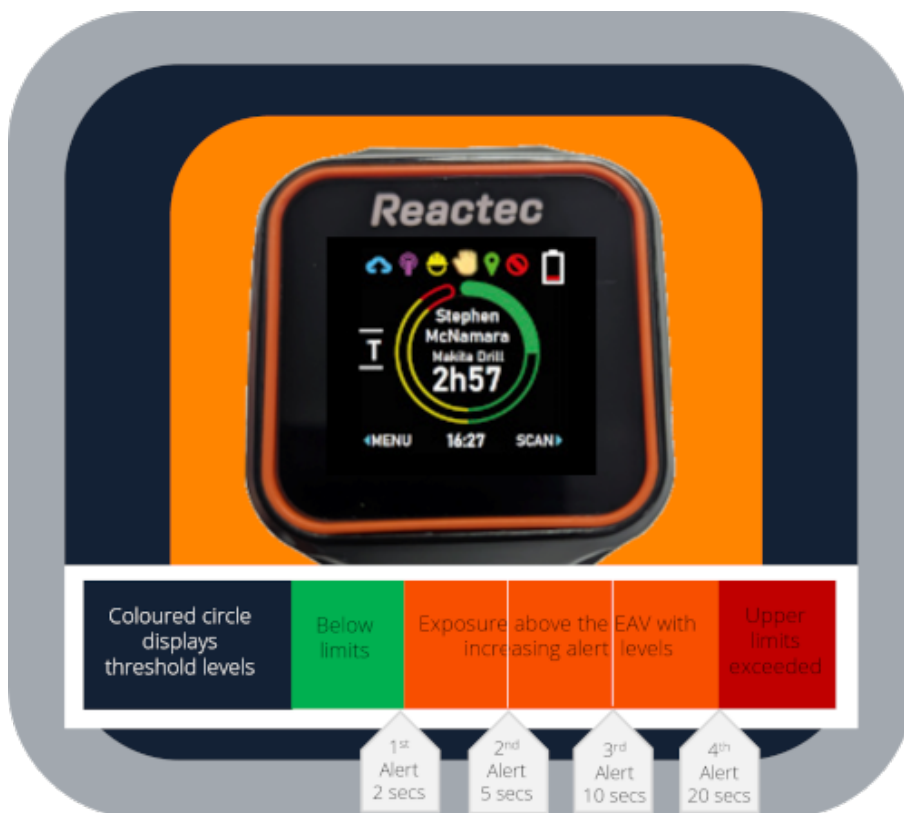 Reactec
Stephen
McNamara
Makita Drill
T
2h57
MENU 16:27 SCAN
Coloured circle
displays
threshold levels
Below
limits
Exposure above the EAV with
increasing alert levels
Upper
limits
exceeded
1st
Alert
2 secs
2nd
Alert
5 secs
3rd
Alert
10 secs
4th
Alert
20 secs